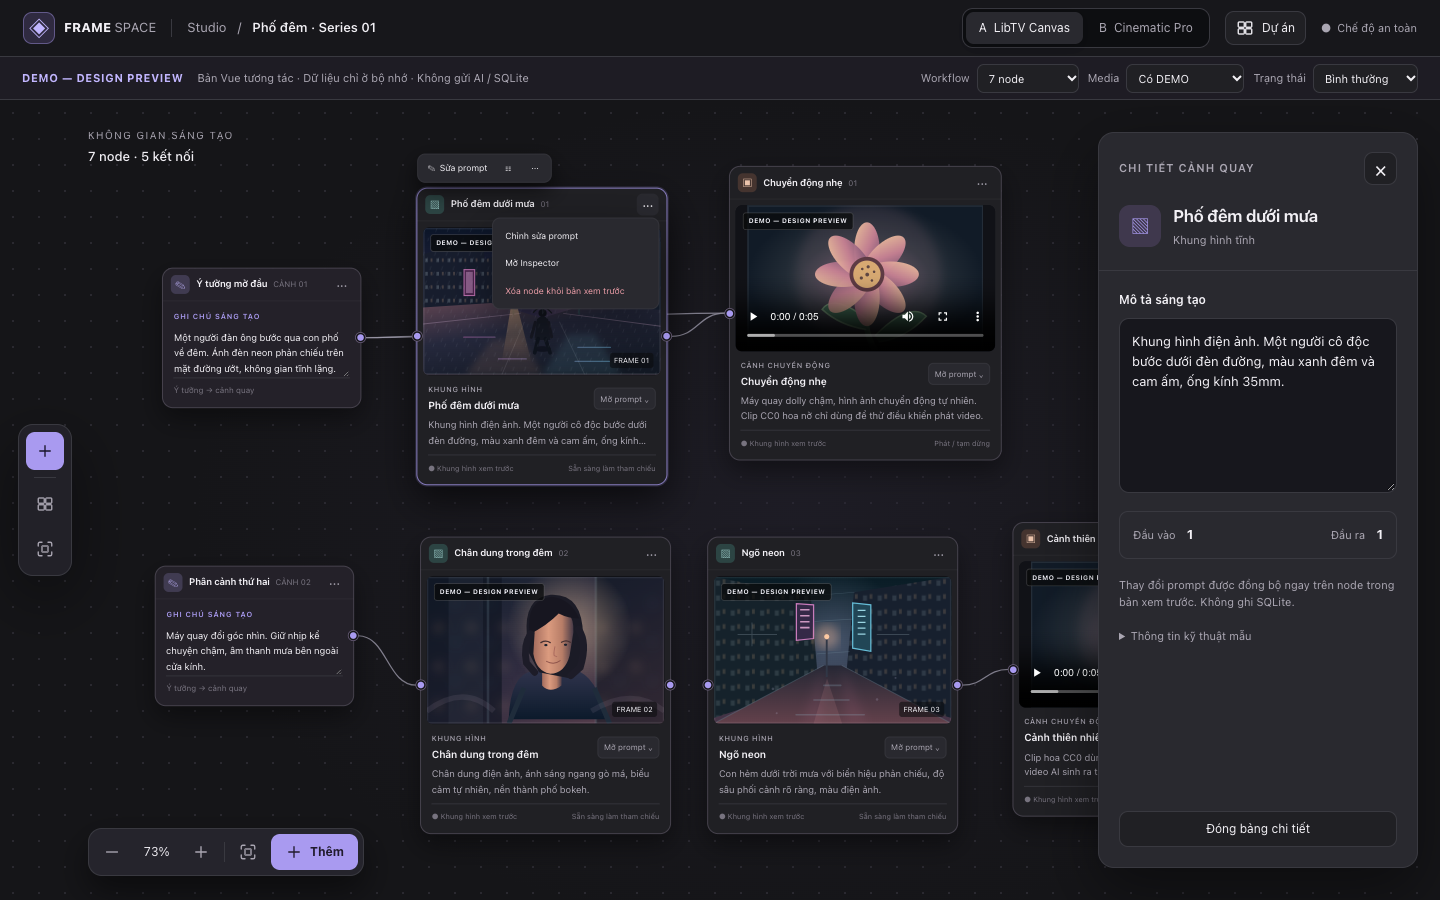 FRAME SPACE
Studio / Phố đêm · Series 01
A LibTV Canvas
B Cinematic Pro
Dự án
Chế độ an toàn
DEMO — DESIGN PREVIEW
Bản Vue tương tác · Dữ liệu chỉ ở bộ nhớ · Không gửi AI / SQLite
Workflow
7 node
Media
Có DEMO
Trạng thái
Bình thường
KHÔNG GIAN SÁNG TẠO
7 node · 5 kết nối
Sửa prompt
Phố đêm dưới mưa 01
DEMO — DESIG
Chỉnh sửa prompt
Mở Inspector
Xóa node khỏi bản xem trước
FRAME 01
KHUNG HÌNH
Phố đêm dưới mưa
Mở prompt
Khung hình điện ảnh. Một người cô độc bước dưới
đèn đường, màu xanh đêm và cam ấm, ống kính...
Khung hình xem trước
Sẵn sàng làm tham chiếu
Chuyển động nhẹ 01
DEMO — DESIGN PREVIEW
0:00 / 0:05
CẢNH CHUYỂN ĐỘNG
Chuyển động nhẹ
Mở prompt
Máy quay dolly chậm, hình ảnh chuyển động tự nhiên.
Clip CC0 hoa nở chỉ dùng để thử điều khiển phát video.
Khung hình xem trước
Phát / tạm dừng
Ý tưởng mở đầu CẢNH 01
GHI CHÚ SÁNG TẠO
Một người đàn ông bước qua con phố
về đêm. Ánh đèn neon phản chiếu trên
mặt đường ướt, không gian tĩnh lặng.
Ý tưởng → cảnh quay
Phân cảnh thứ hai CẢNH 02
GHI CHÚ SÁNG TẠO
Máy quay đổi góc nhìn. Giữ nhịp kể
chuyện chậm, âm thanh mưa bên ngoài
cửa kính.
Ý tưởng → cảnh quay
Chân dung trong đêm 02
DEMO — DESIGN PREVIEW
FRAME 02
KHUNG HÌNH
Chân dung trong đêm
Mở prompt
Chân dung điện ảnh, ánh sáng ngang gò má, biểu
cảm tự nhiên, nền thành phố bokeh.
Khung hình xem trước
Sẵn sàng làm tham chiếu
Ngõ neon 03
DEMO — DESIGN PREVIEW
FRAME 03
KHUNG HÌNH
Ngõ neon
Mở prompt
Con hẻm dưới trời mưa với biển hiệu phản chiếu, độ
sâu phối cảnh rõ ràng, màu điện ảnh.
Khung hình xem trước
Sẵn sàng làm tham chiếu
Cảnh thiên
DEMO — DESIGN
0:00 / 0:0
CẢNH CHUYỂN ĐỘ
Cảnh thiên nhiê
Clip hoa CC0 dùn
video AI sinh ra t
Khung hình xem trư
CHI TIẾT CẢNH QUAY
Phố đêm dưới mưa
Khung hình tĩnh
Mô tả sáng tạo
Khung hình điện ảnh. Một người cô độc
bước dưới đèn đường, màu xanh đêm và
cam ấm, ống kính 35mm.
Đầu vào 1
Đầu ra 1
Thay đổi prompt được đồng bộ ngay trên node trong
bản xem trước. Không ghi SQLite.
Thông tin kỹ thuật mẫu
Đóng bảng chi tiết
73%
Thêm